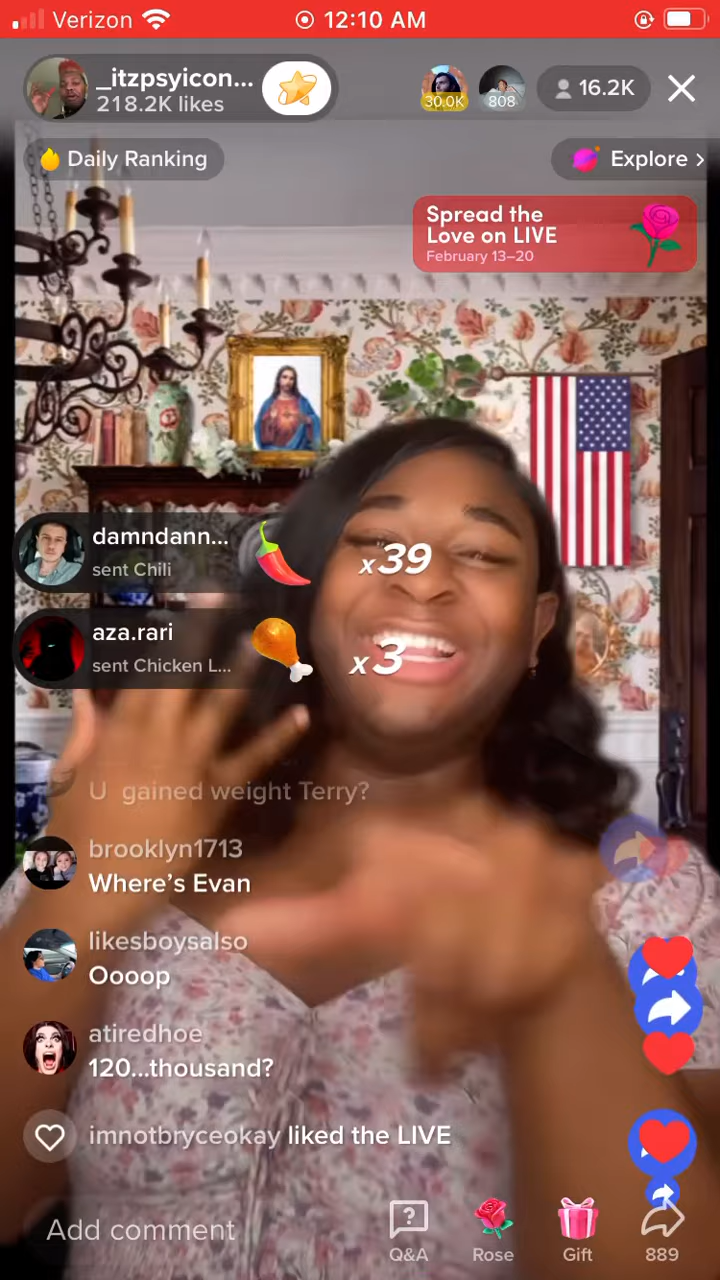 Verizon
12:10 AM
_itzpsyicon...
218.2K likes
30.0K
808
16.2K
Daily Ranking
Explore >
Spread the
Love on LIVE
February 13–20
damndann...
sent Chili
x39
aza.rari
sent Chicken L...
x3
U gained weight Terry?
brooklyn1713
Where's Evan
likesboysalso
Oooop
atiredhoe
120...thousand?
imnotbryceokay liked the LIVE
Add comment
Q&A
Rose
Gift
889